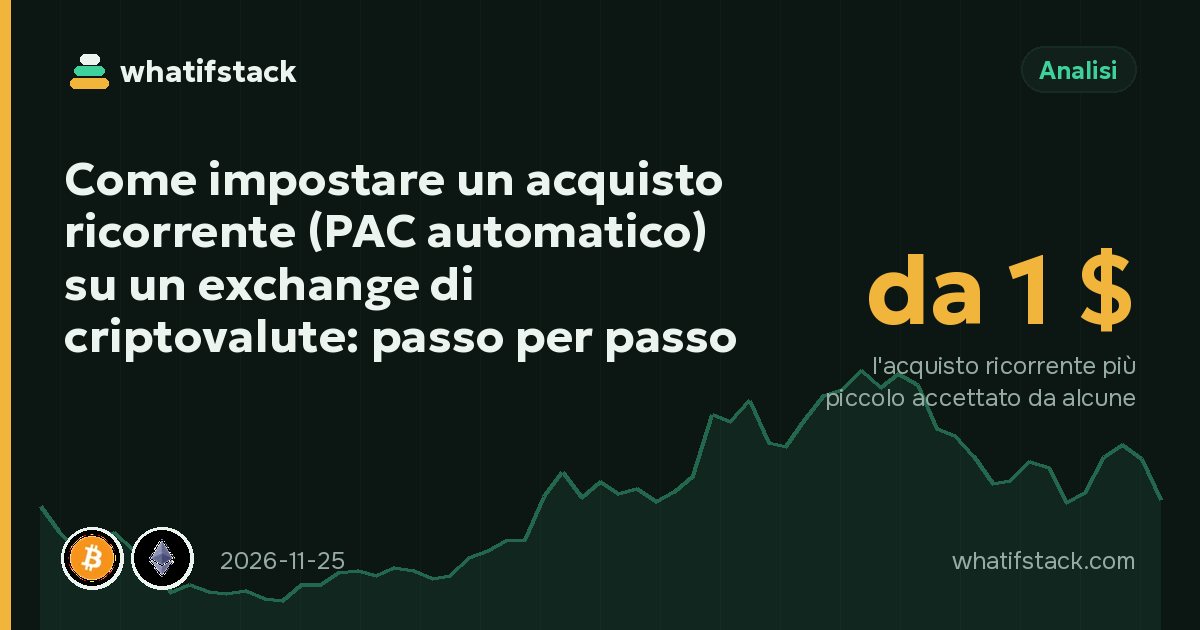 whatifstack
Analisi
Come impostare un acquisto
ricorrente (PAC automatico)
su un exchange di
criptovalute: passo per passo
da 1 $
l'acquisto ricorrente più
piccolo accettato da alcune
2026-11-25
whatifstack.com